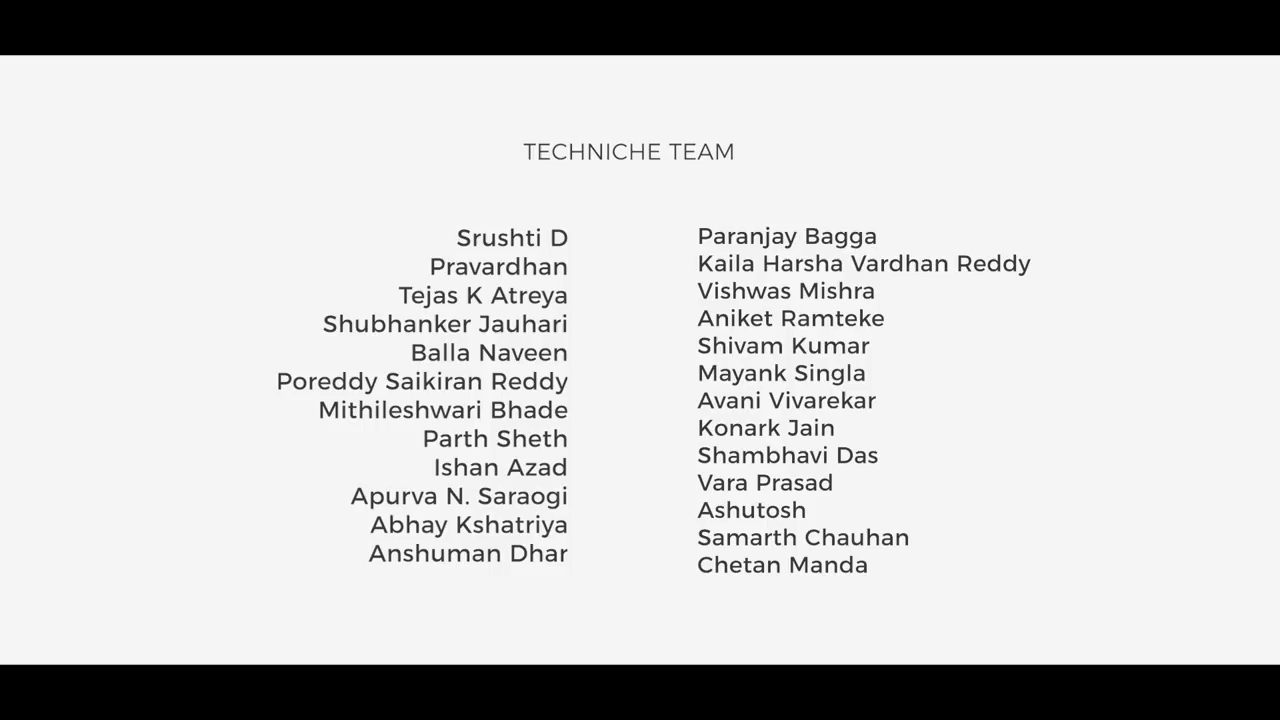 TECHNICHE TEAM
Srushti D
Pravardhan
Tejas K Atreya
Shubhanker Jauhari
Balla Naveen
Poreddy Saikiran Reddy
Mithileshwari Bhade
Parth Sheth
Ishan Azad
Apurva N. Saraogi
Abhay Kshatriya
Anshuman Dhar
Paranjay Bagga
Kaila Harsha Vardhan Reddy
Vishwas Mishra
Aniket Ramteke
Shivam Kumar
Mayank Singla
Avani Vivarekar
Konark Jain
Shambhavi Das
Vara Prasad
Ashutosh
Samarth Chauhan
Chetan Manda